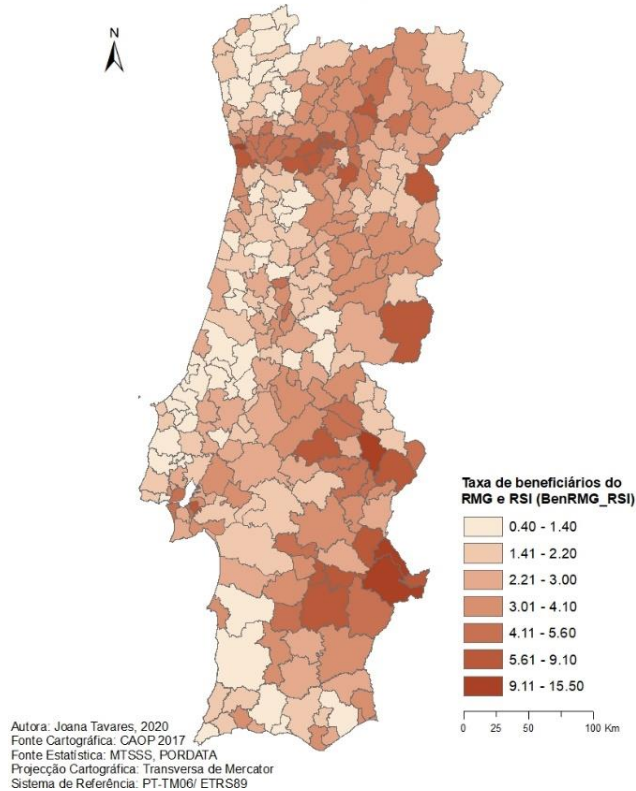 N
Taxa de beneficiários do
RMG e RSI (BenRMG_RSI)
0.40 - 1.40
1.41 - 2.20
2.21 - 3.00
3.01 - 4.10
4.11 - 5.60
5.61 - 9.10
9.11 - 15.50
0 25 50 100 Km
Autora: Joana Tavares, 2020
Fonte Cartográfica: CAOP 2017
Fonte Estatística: MTSSS, PORDATA
Projecção Cartográfica: Transversa de Mercator
Sistema de Referência: PT-TM06/ ETRS89